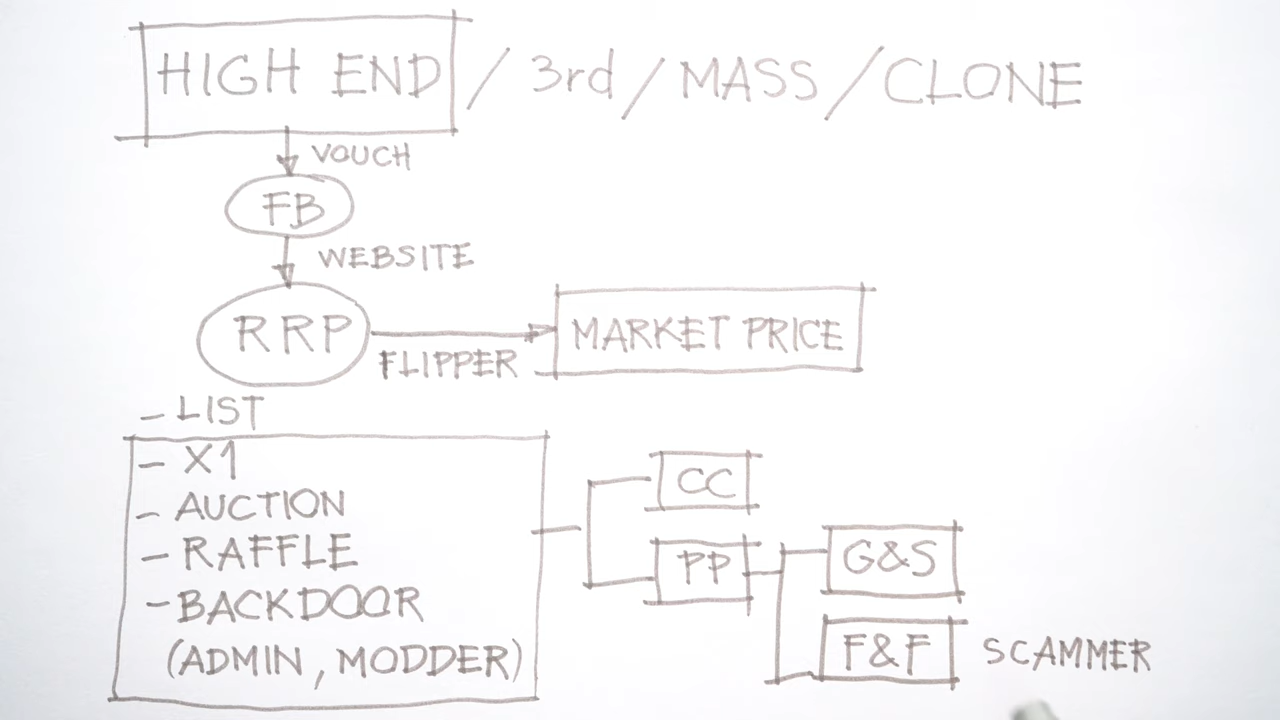 HIGH END / 3rd / MASS / CLONE
VOUCH
FB
WEBSITE
RRP
FLIPPER
MARKET PRICE
- LIST
- X1
- AUCTION
- RAFFLE
- BACKDOOR
(ADMIN, MODDER)
CC
PP
G&S
F&F SCAMMER